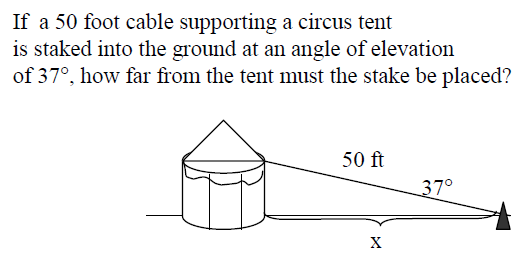 If a 50 foot cable supporting a circus tent
is staked into the ground at an angle of elevation
of 37°, how far from the tent must the stake be placed?
50 ft
37°
x